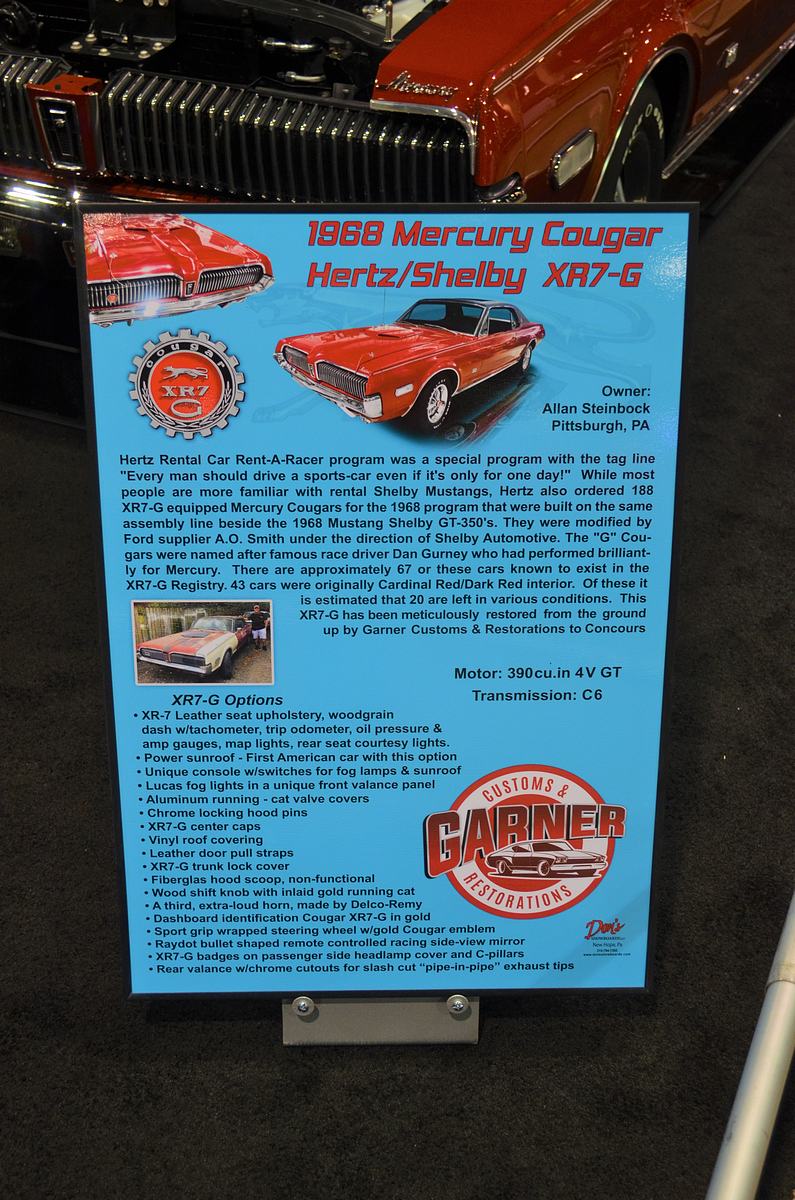 Mercury
1968 Mercury Cougar
Hertz/Shelby XR7-G
cougar
XR7
G
Owner:
Allan Steinbock
Pittsburgh, PA
Hertz Rental Car Rent-A-Racer program was a special program with the tag line
"Every man should drive a sports-car even if it's only for one day!" While most
people are more familiar with rental Shelby Mustangs, Hertz also ordered 188
XR7-G equipped Mercury Cougars for the 1968 program that were built on the same
assembly line beside the 1968 Mustang Shelby GT-350's. They were modified by
Ford supplier A.O. Smith under the direction of Shelby Automotive. The "G" Cou-
gars were named after famous race driver Dan Gurney who had performed brilliant-
ly for Mercury. There are approximately 67 or these cars known to exist in the
XR7-G Registry. 43 cars were originally Cardinal Red/Dark Red interior. Of these it
is estimated that 20 are left in various conditions. This
XR7-G has been meticulously restored from the ground
up by Garner Customs & Restorations to Concours
Motor: 390cu.in 4V GT
Transmission: C6
XR7-G Options
• XR-7 Leather seat upholstery, woodgrain
dash w/tachometer, trip odometer, oil pressure &
amp gauges, map lights, rear seat courtesy lights.
• Power sunroof - First American car with this option
• Unique console w/switches for fog lamps & sunroof
• Lucas fog lights in a unique front valance panel
• Aluminum running - cat valve covers
• Chrome locking hood pins
• XR7-G center caps
• Vinyl roof covering
• Leather door pull straps
• XR7-G trunk lock cover
• Fiberglas hood scoop, non-functional
• Wood shift knob with inlaid gold running cat
• A third, extra-loud horn, made by Delco-Remy
• Dashboard identification Cougar XR7-G in gold
• Sport grip wrapped steering wheel w/gold Cougar emblem
• Raydot bullet shaped remote controlled racing side-view mirror
• XR7-G badges on passenger side headlamp cover and C-pillars
• Rear valance w/chrome cutouts for slash cut “pipe-in-pipe” exhaust tips
CUSTOMS &
GARNER
RESTORATIONS
Don's
New Hope, Pa